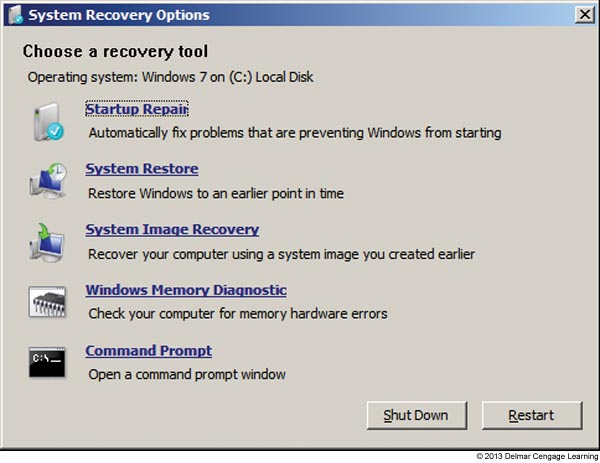 System Recovery Options
Choose a recovery tool
Operating system: Windows 7 on (C:) Local Disk
Startup Repair
Automatically fix problems that are preventing Windows from starting
System Restore
Restore Windows to an earlier point in time
System Image Recovery
Recover your computer using a system image you created earlier
Windows Memory Diagnostic
Check your computer for memory hardware errors
C:\_
Command Prompt
Open a command prompt window
Shut Down
Restart
© 2013 Delmar Cengage Learning